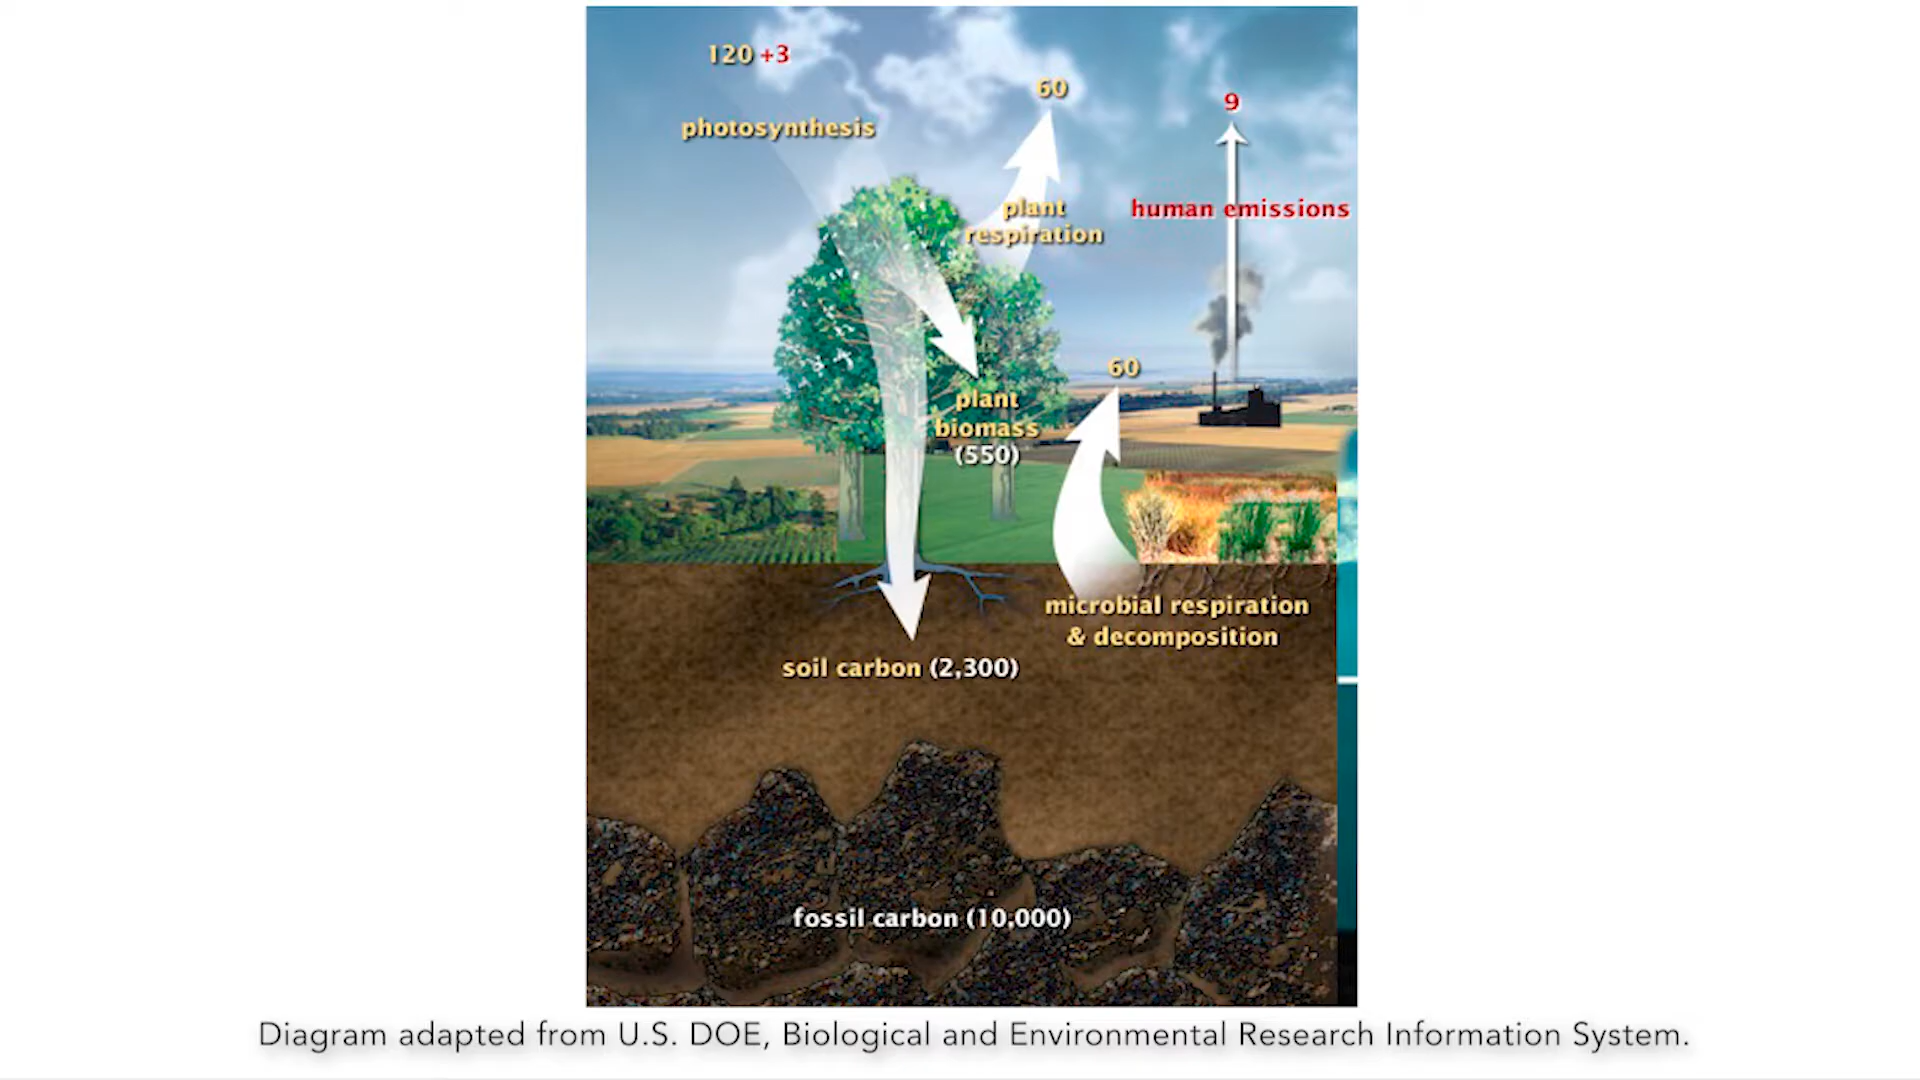 120 +3
photosynthesis
60
plant
respiration
9
human emissions
plant
biomass
(550)
60
microbial respiration
& decomposition
soil carbon (2,300)
fossil carbon (10,000)
Diagram adapted from U.S. DOE, Biological and Environmental Research Information System.